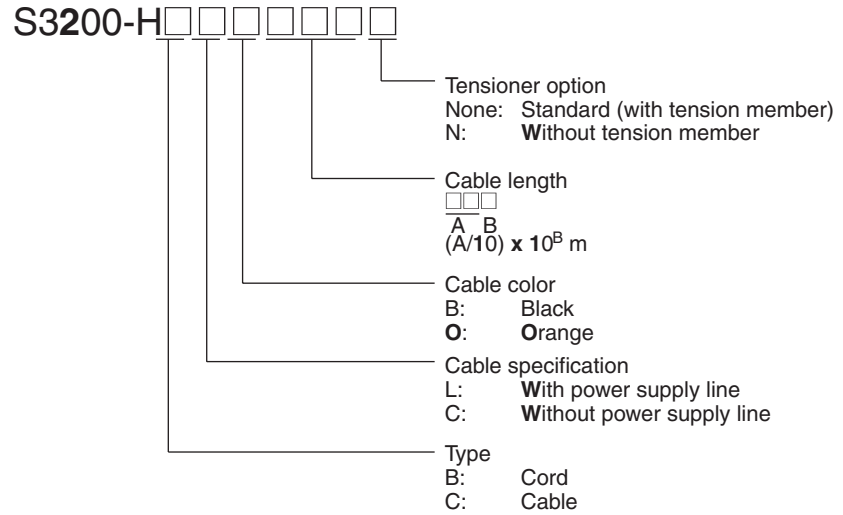 S3200-H□□□□□□□
Tensioner option
None: Standard (with tension member)
N: Without tension member
Cable length
□□□
A B
(A/10) x 10ᴮ m
Cable color
B: Black
O: Orange
Cable specification
L: With power supply line
C: Without power supply line
Type
B: Cord
C: Cable